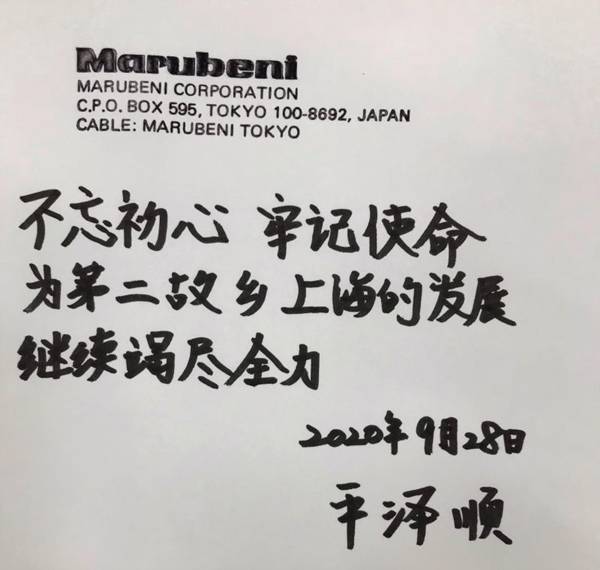 Marubeni
MARUBENI CORPORATION
C.P.O. BOX 595, TOKYO 100-8692, JAPAN
CABLE: MARUBENI TOKYO
不忘初心 牢记使命
为第二故乡上海的发展
继续竭尽全力
2020年9月28日
平泽顺